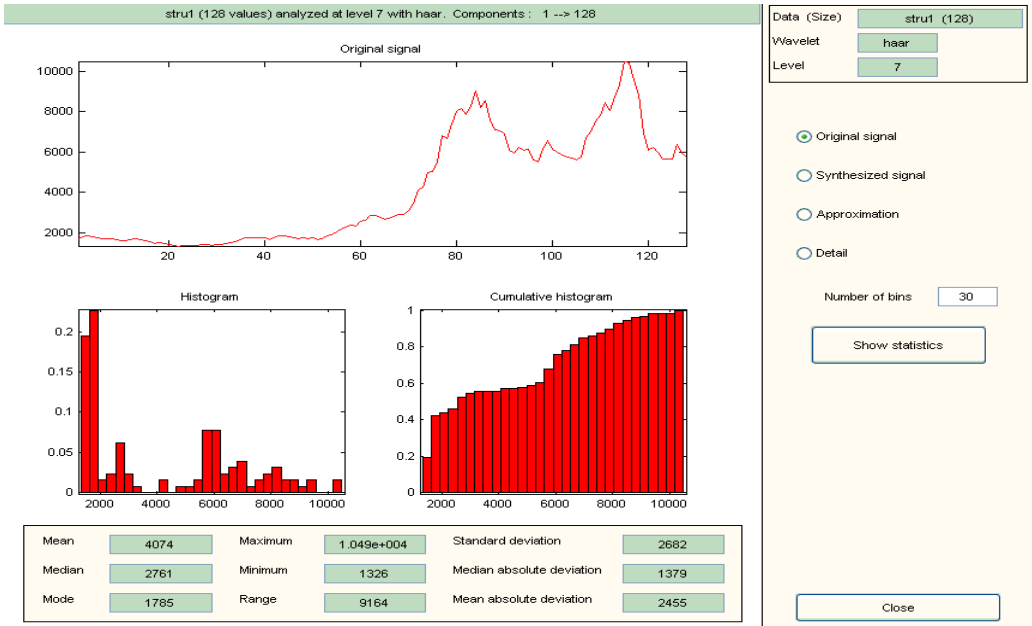 stru1 (128 values) analyzed at level 7 with haar. Components : 1 --> 128
Original signal
10000
8000
6000
4000
2000
20 40 60 80 100 120
Histogram
0.2
0.15
0.1
0.05
0
2000 4000 6000 8000 10000
Cumulative histogram
1
0.8
0.6
0.4
0.2
0
2000 4000 6000 8000 10000
Mean 4074 Maximum 1.049e+004 Standard deviation 2682
Median 2761 Minimum 1326 Median absolute deviation 1379
Mode 1785 Range 9164 Mean absolute deviation 2455
Data (Size) stru1 (128)
Wavelet haar
Level 7
Original signal
Synthesized signal
Approximation
Detail
Number of bins 30
Show statistics
Close